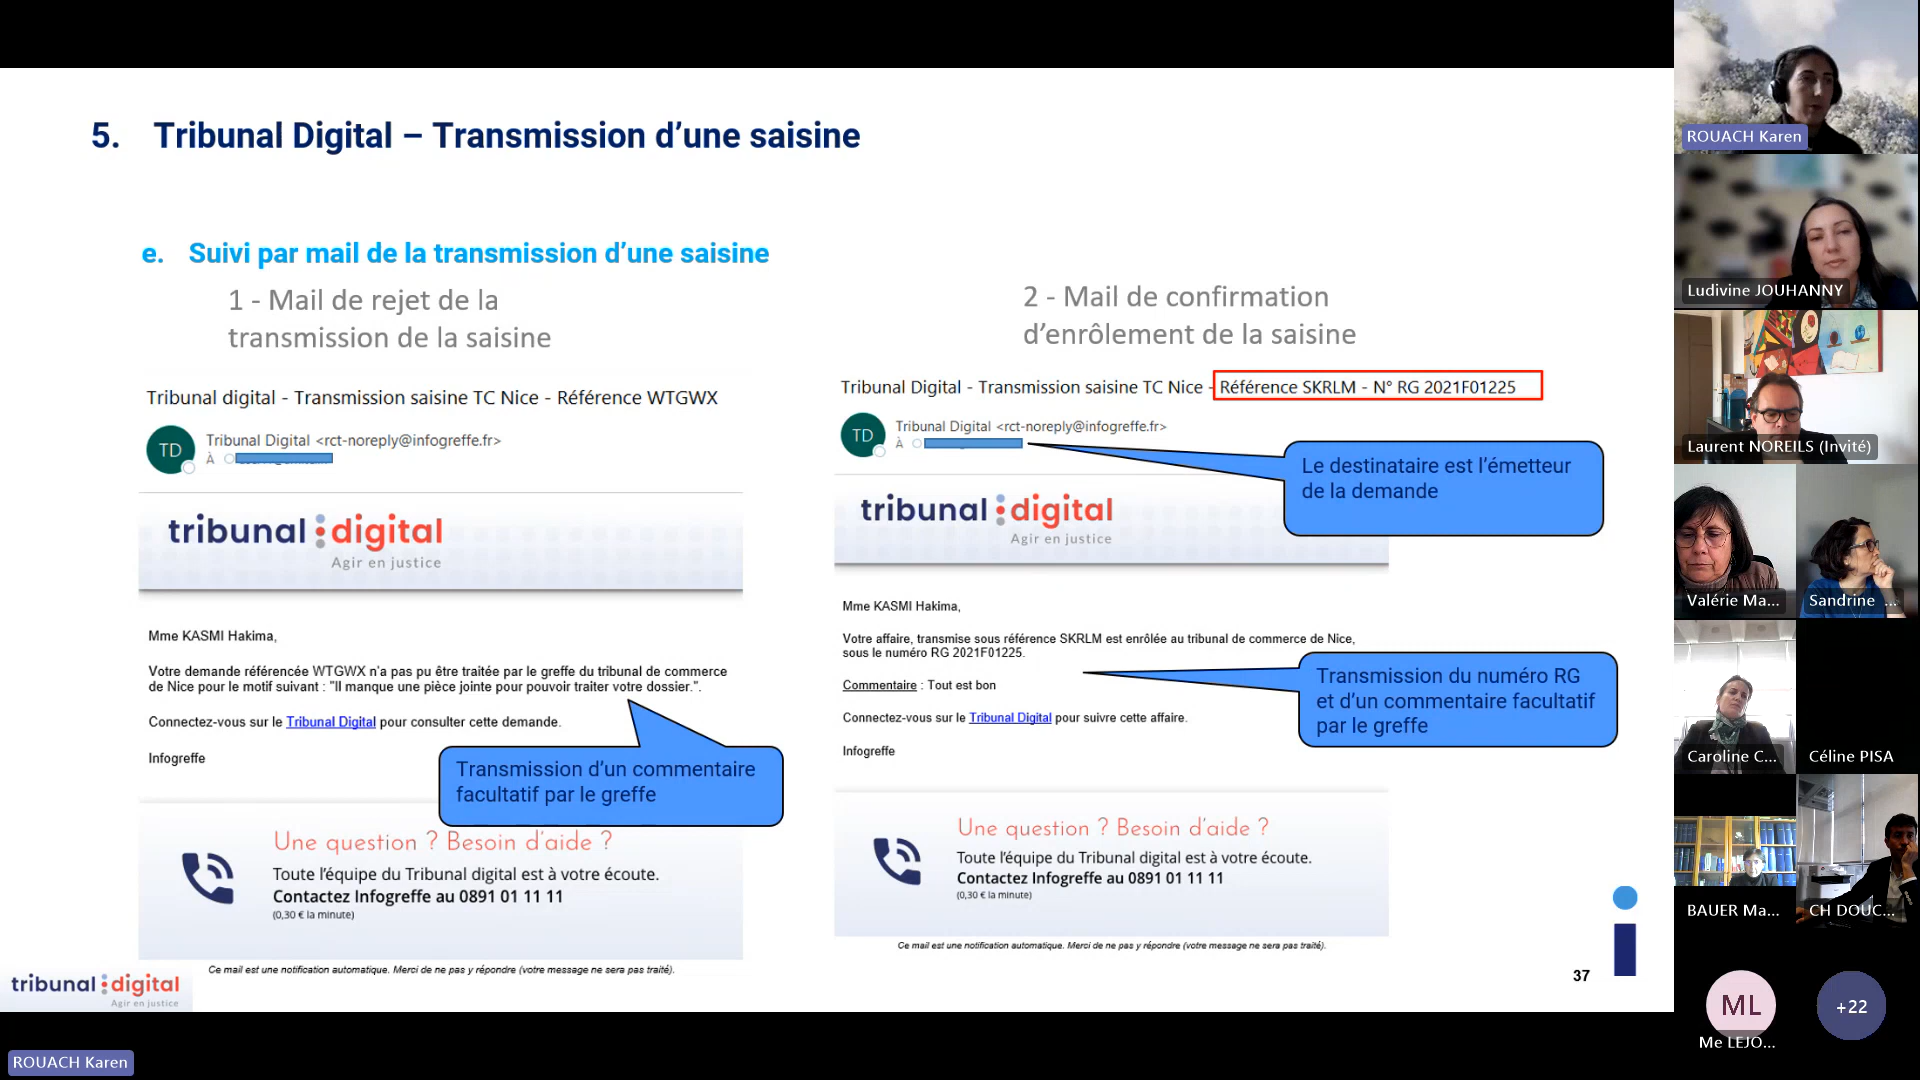 5. Tribunal Digital – Transmission d’une saisine
e. Suivi par mail de la transmission d’une saisine
1 - Mail de rejet de la
transmission de la saisine
Tribunal digital - Transmission saisine TC Nice - Référence WTGWX
TD
Tribunal Digital <rct-noreply@infogreffe.fr>
À
tribunal digital
Agir en justice
Mme KASMI Hakima,
Votre demande référencée WTGWX n'a pas pu être traitée par le greffe du tribunal de commerce
de Nice pour le motif suivant : "Il manque une pièce jointe pour pouvoir traiter votre dossier.".
Connectez-vous sur le Tribunal Digital pour consulter cette demande.
Infogreffe
Transmission d’un commentaire
facultatif par le greffe
Une question ? Besoin d'aide ?
Toute l'équipe du Tribunal digital est à votre écoute.
Contactez Infogreffe au 0891 01 11 11
(0,30 € la minute)
Ce mail est une notification automatique. Merci de ne pas y répondre (votre message ne sera pas traité).
2 - Mail de confirmation
d’enrôlement de la saisine
Tribunal Digital - Transmission saisine TC Nice - Référence SKRLM - N° RG 2021F01225
TD
Tribunal Digital <rct-noreply@infogreffe.fr>
À
Le destinataire est l’émetteur
de la demande
tribunal digital
Agir en justice
Mme KASMI Hakima,
Votre affaire, transmise sous référence SKRLM est enrôlée au tribunal de commerce de Nice,
sous le numéro RG 2021F01225.
Commentaire : Tout est bon
Connectez-vous sur le Tribunal Digital pour suivre cette affaire.
Infogreffe
Transmission du numéro RG
et d’un commentaire facultatif
par le greffe
Une question ? Besoin d'aide ?
Toute l'équipe du Tribunal digital est à votre écoute.
Contactez Infogreffe au 0891 01 11 11
(0,30 € la minute)
Ce mail est une notification automatique. Merci de ne pas y répondre (votre message ne sera pas traité).
37
tribunal digital
Agir en justice
ROUACH Karen
ROUACH Karen
Ludivine JOUHANNY
Laurent NOREILS (Invité)
Valérie Ma...
Sandrine ...
Caroline C...
Céline PISA
BAUER Ma...
CH DOUC...
ML
Me LEJO...
+22